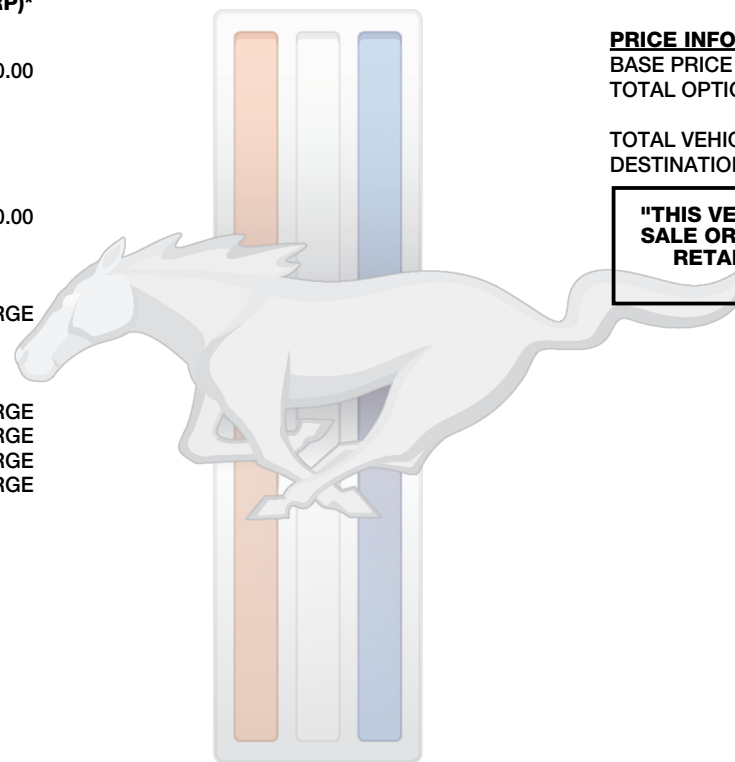 RP)*
0.00
0.00
RGE
RGE
RGE
RGE
RGE
PRICE INFO
BASE PRICE
TOTAL OPTIO
TOTAL VEHIC
DESTINATION
"THIS VE
SALE OR
RETAI